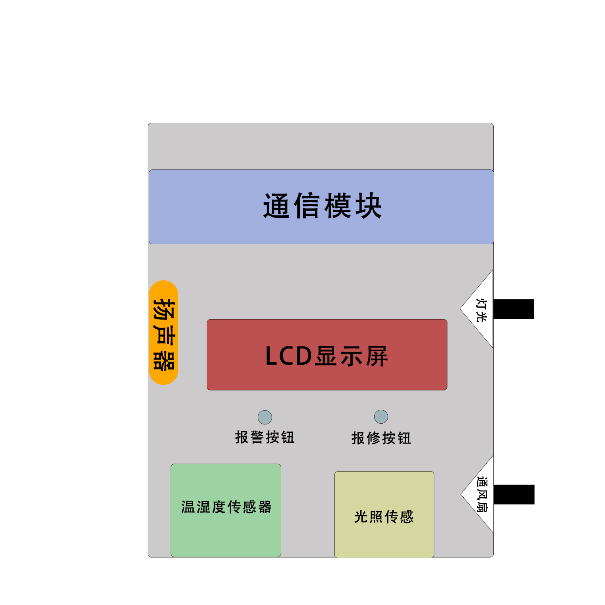 通信模块
灯光
扬声器
LCD显示屏
报警按钮
报修按钮
温湿度传感器
光照传感
通风扇